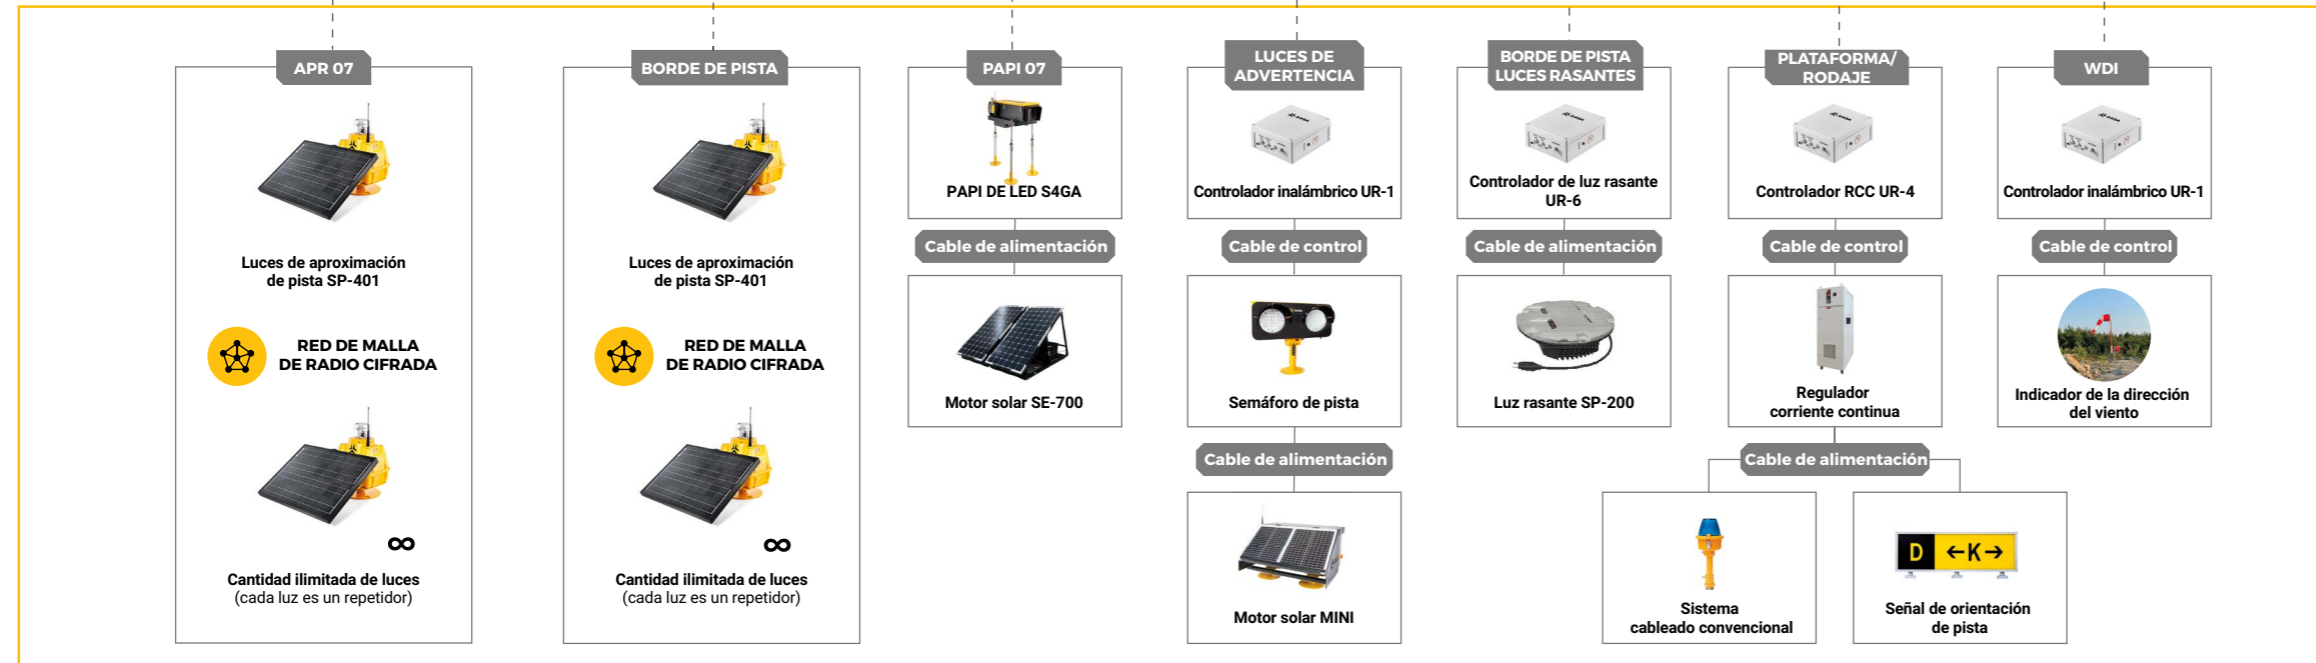 APR 07
Luces de aproximación
de pista SP-401
RED DE MALLA
DE RADIO CIFRADA
∞
Cantidad ilimitada de luces
(cada luz es un repetidor)
BORDE DE PISTA
Luces de aproximación
de pista SP-401
RED DE MALLA
DE RADIO CIFRADA
∞
Cantidad ilimitada de luces
(cada luz es un repetidor)
PAPI 07
PAPI DE LED S4GA
Cable de alimentación
Motor solar SE-700
LUCES DE
ADVERTENCIA
Controlador inalámbrico UR-1
Cable de control
Semáforo de pista
Cable de alimentación
Motor solar MINI
BORDE DE PISTA
LUCES RASANTES
Controlador de luz rasante
UR-6
Cable de alimentación
Luz rasante SP-200
PLATAFORMA/
RODAJE
Controlador RCC UR-4
Cable de control
Regulador
corriente continua
Cable de alimentación
Sistema
cableado convencional
D ←K→
Señal de orientación
de pista
WDI
Controlador inalámbrico UR-1
Cable de control
Indicador de la dirección
del viento